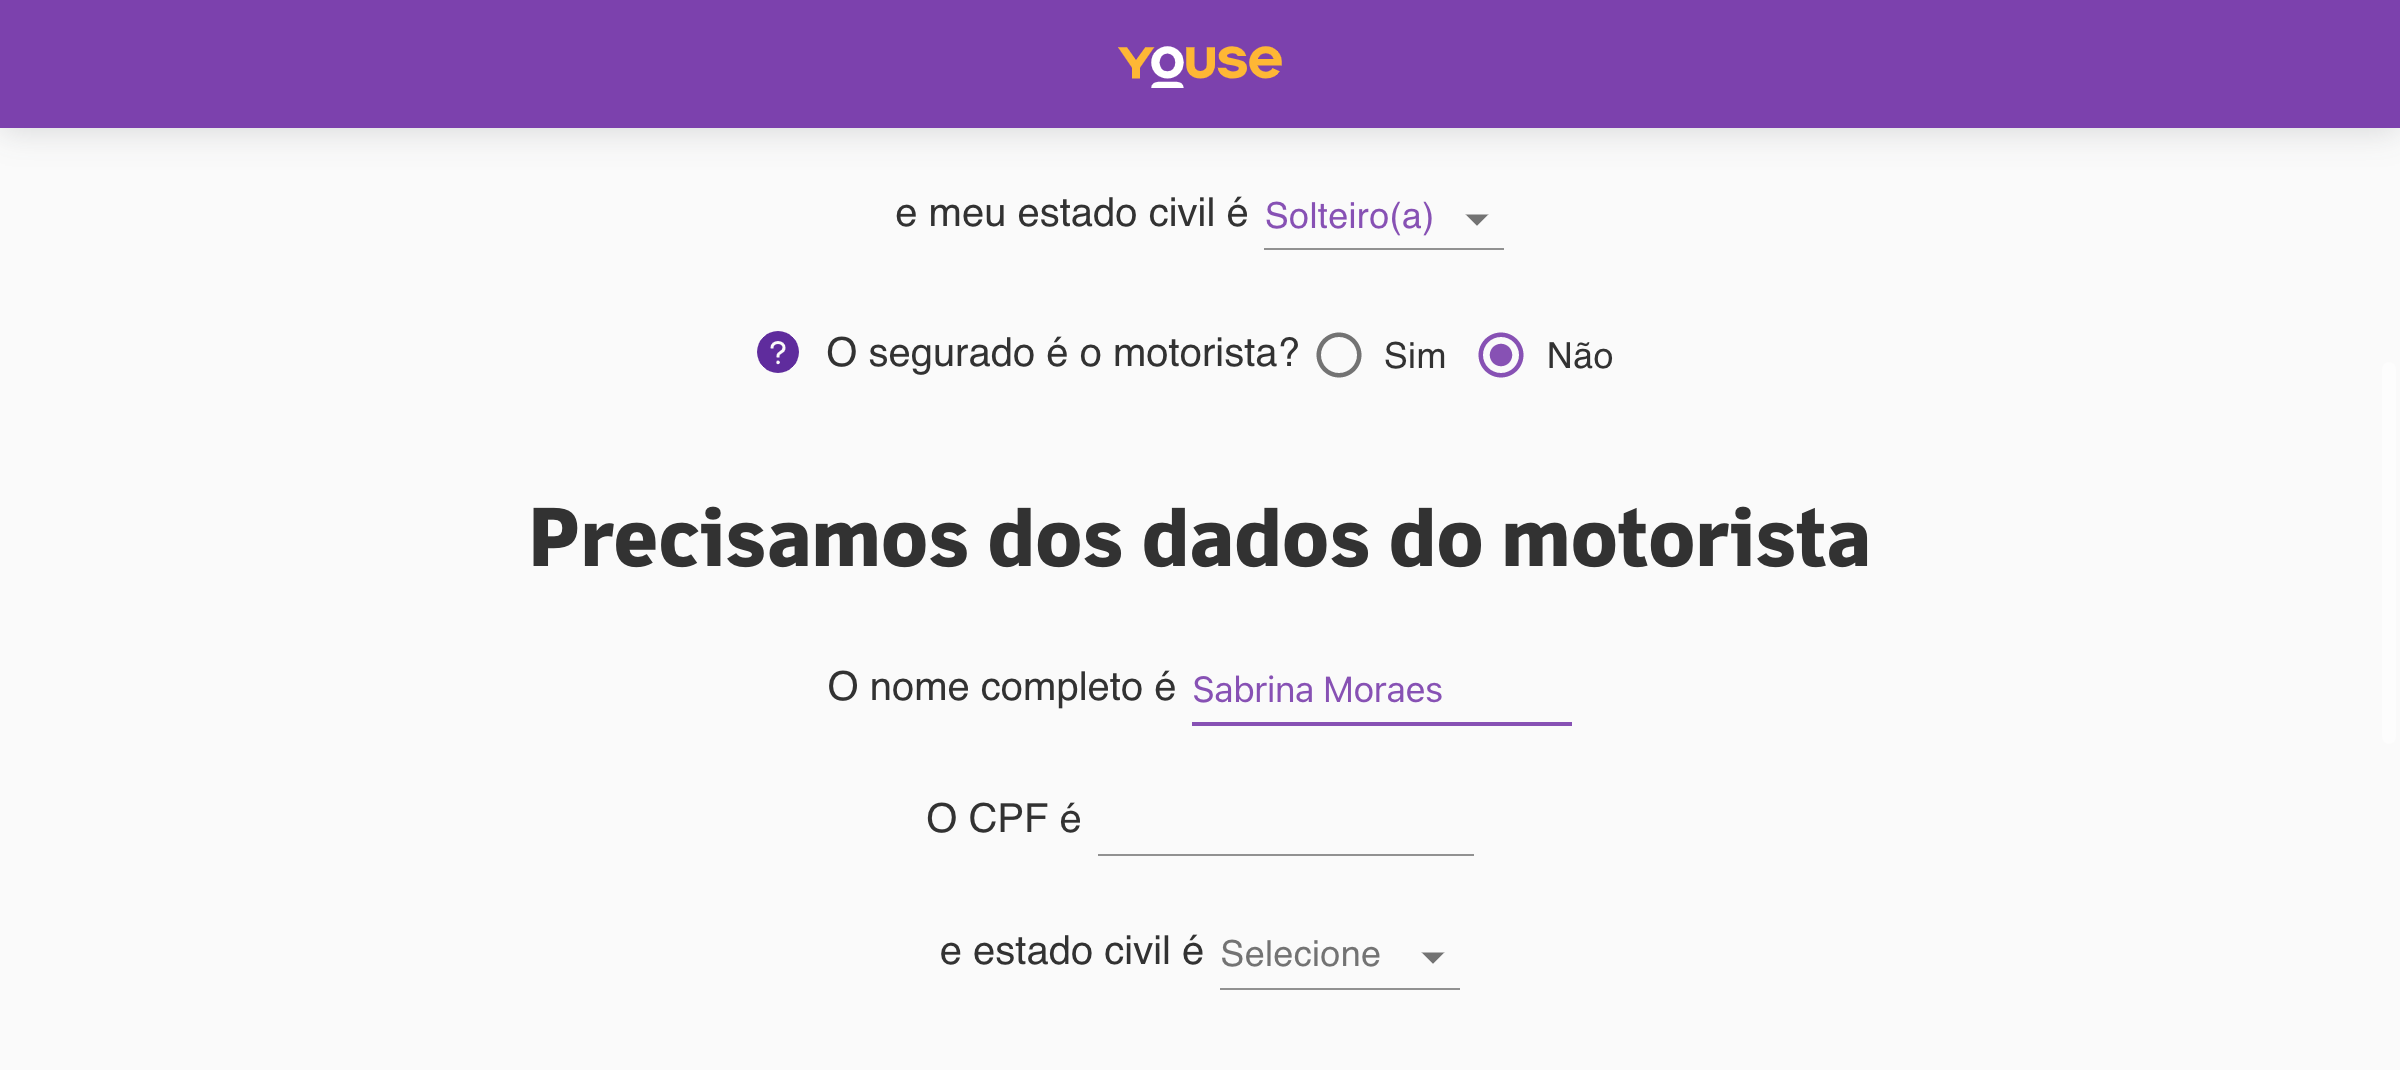 YOUSE
e meu estado civil é Solteiro(a)
? O segurado é o motorista? Sim Não
Precisamos dos dados do motorista
O nome completo é Sabrina Moraes
O CPF é
e estado civil é Selecione